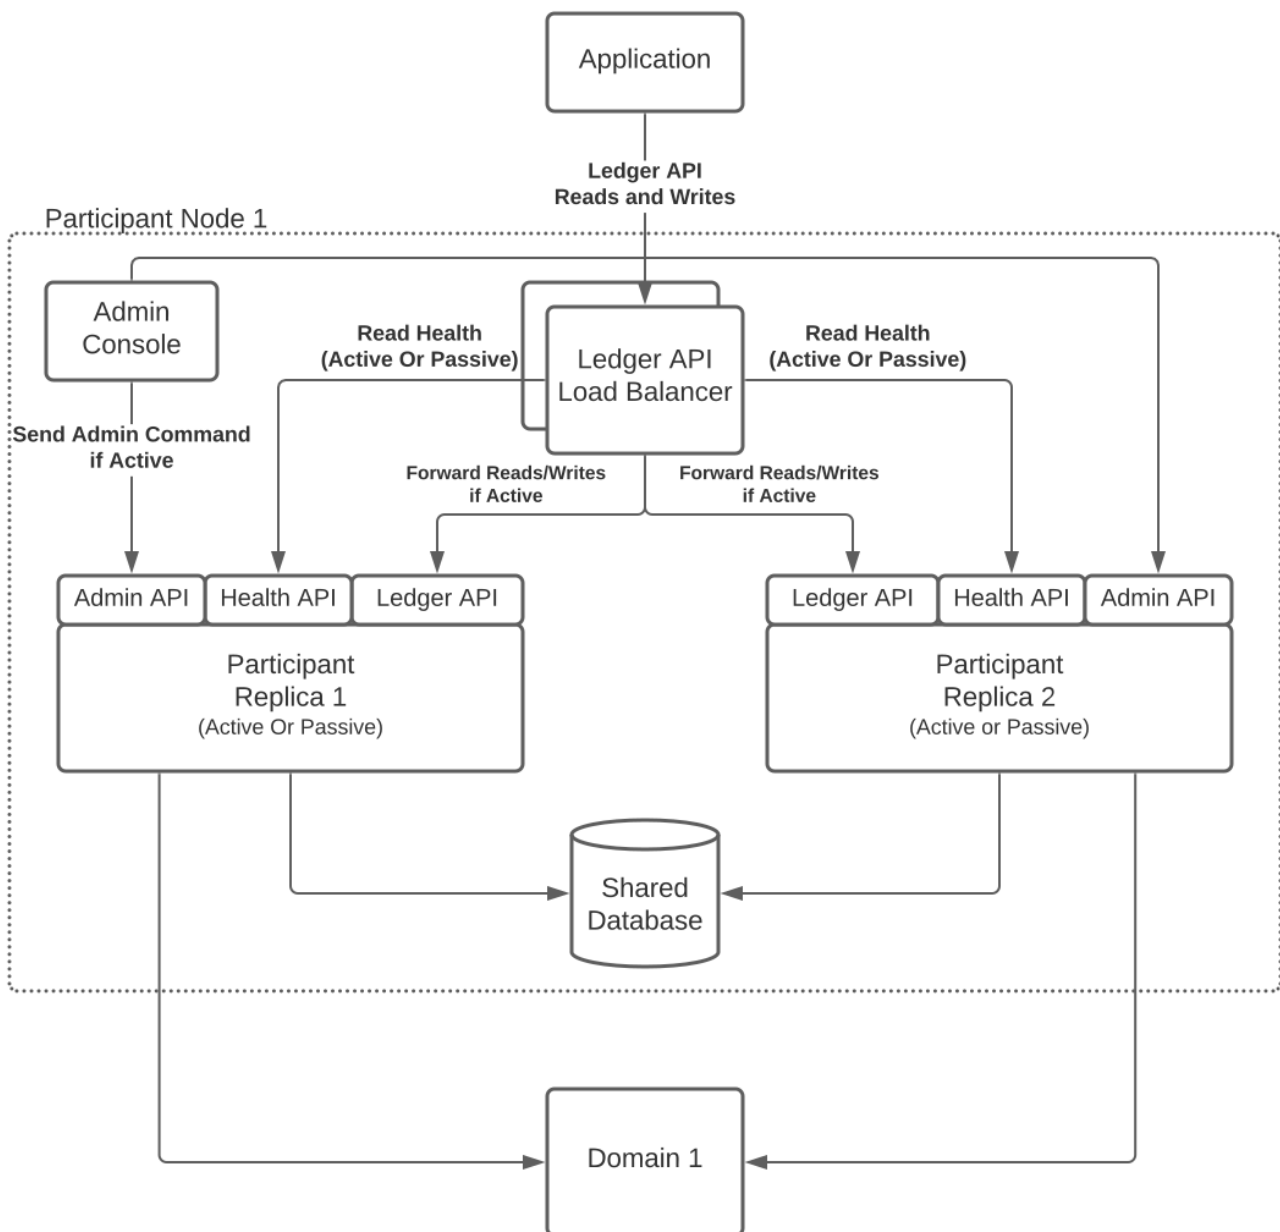 Application
Ledger API
Reads and Writes
Participant Node 1
Admin
Console
Read Health
(Active Or Passive)
Ledger API
Load Balancer
Read Health
(Active Or Passive)
Send Admin Command
if Active
Forward Reads/Writes
if Active
Forward Reads/Writes
if Active
Admin API
Health API
Ledger API
Ledger API
Health API
Admin API
Participant
Replica 1
(Active Or Passive)
Participant
Replica 2
(Active or Passive)
Shared
Database
Domain 1